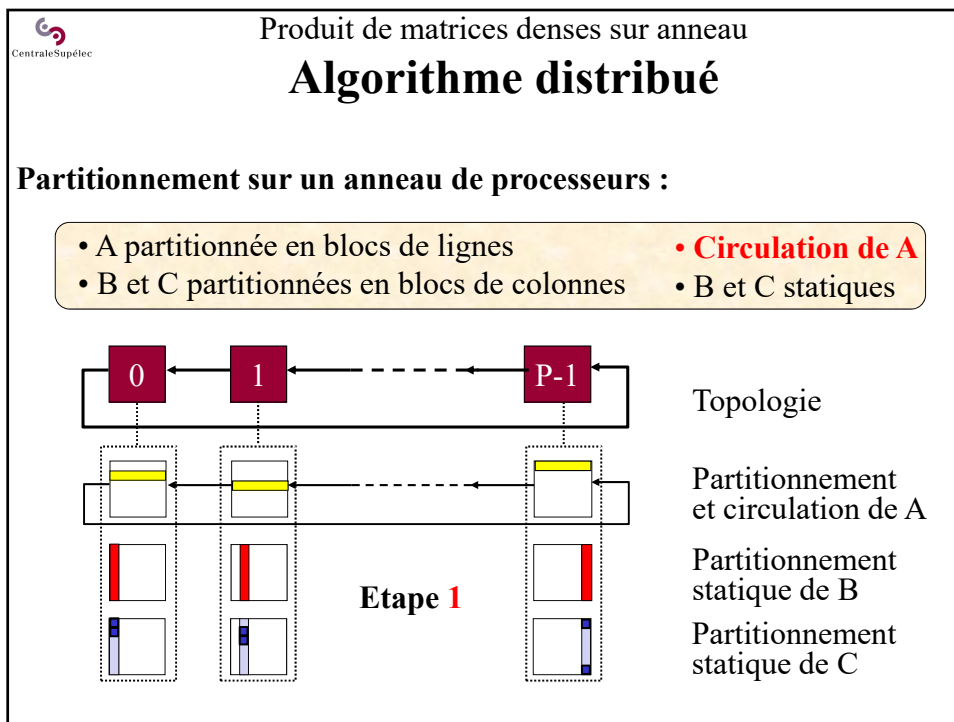 CentraleSupélec
Produit de matrices denses sur anneau
Algorithme distribué
Partitionnement sur un anneau de processeurs :
• A partitionnée en blocs de lignes
• B et C partitionnées en blocs de colonnes
• Circulation de A
• B et C statiques
0 1 P-1
Topologie
Partitionnement
et circulation de A
Partitionnement
statique de B
Etape 1
Partitionnement
statique de C